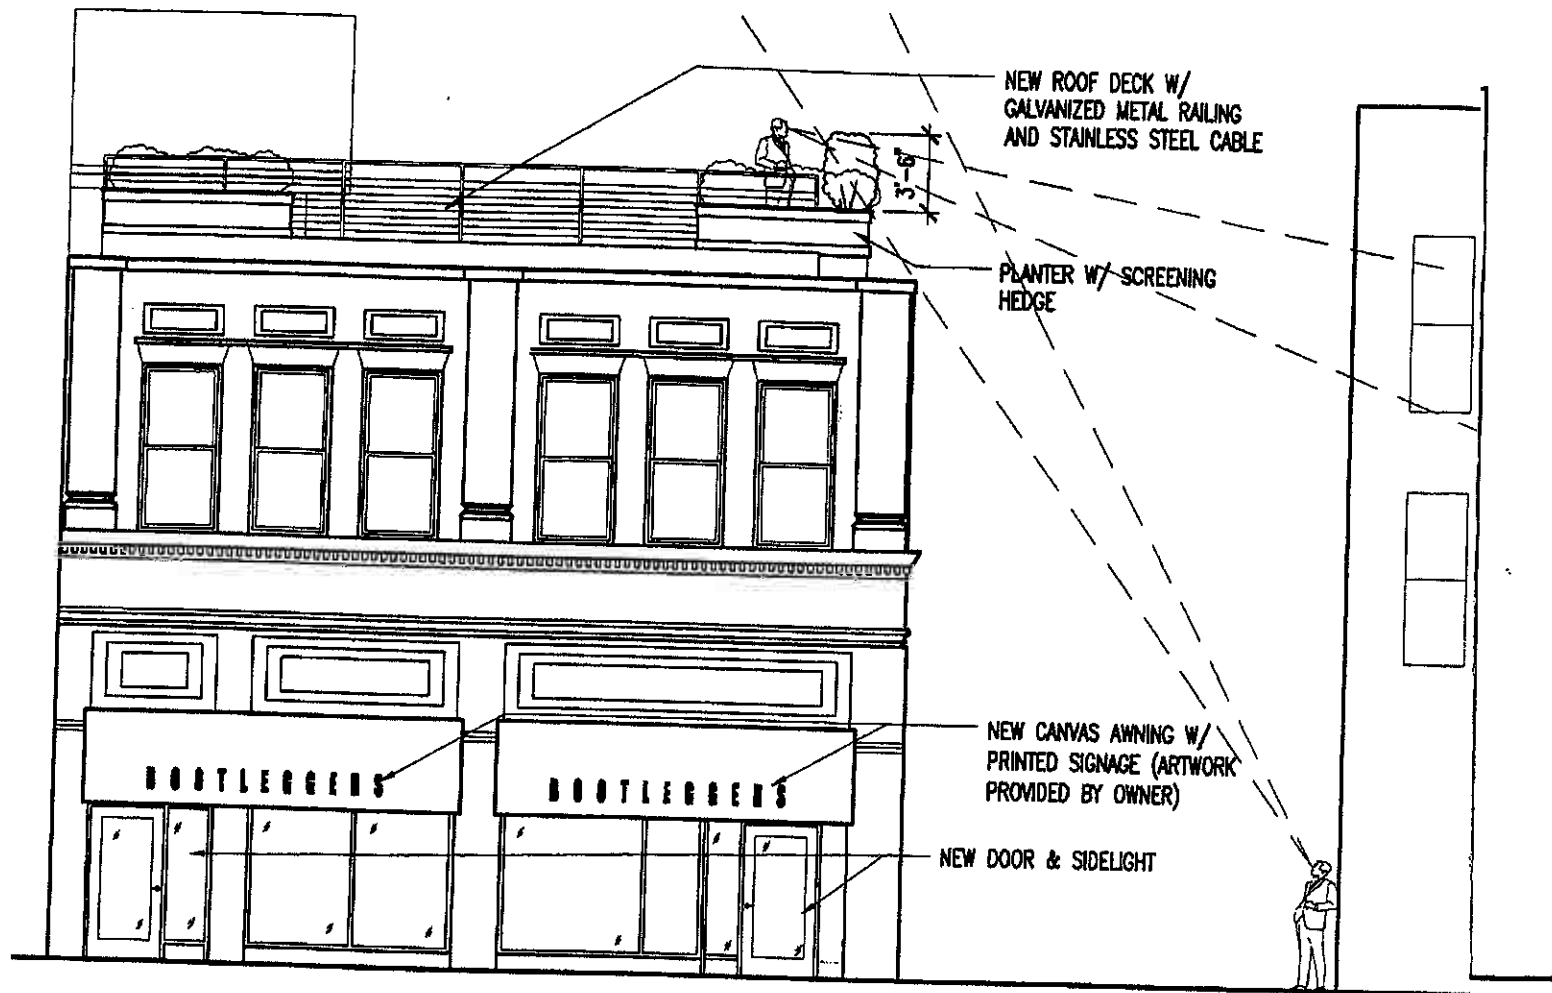 NEW ROOF DECK W/
GALVANIZED METAL RAILING
AND STAINLESS STEEL CABLE
3'-6"
PLANTER W/ SCREENING
HEDGE
NEW CANVAS AWNING W/
PRINTED SIGNAGE (ARTWORK
PROVIDED BY OWNER)
BOOTLEGGERS
BOOTLEGGERS
NEW DOOR & SIDELIGHT